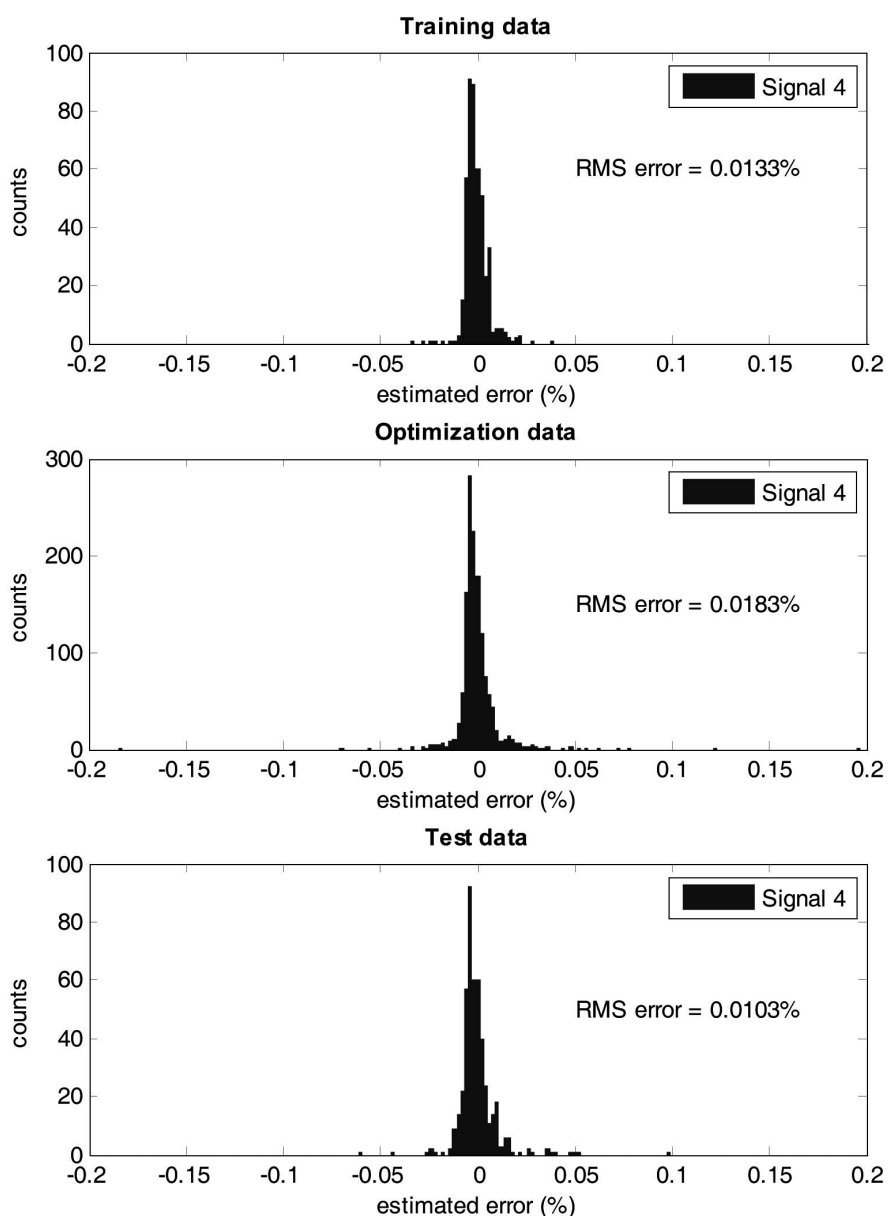 Training data
100
80
60
40
20
0
counts
Signal 4
RMS error = 0.0133%
-0.2 -0.15 -0.1 -0.05 0 0.05 0.1 0.15 0.2
estimated error (%)
Optimization data
300
200
100
0
counts
Signal 4
RMS error = 0.0183%
-0.2 -0.15 -0.1 -0.05 0 0.05 0.1 0.15 0.2
estimated error (%)
Test data
100
80
60
40
20
0
counts
Signal 4
RMS error = 0.0103%
-0.2 -0.15 -0.1 -0.05 0 0.05 0.1 0.15 0.2
estimated error (%)